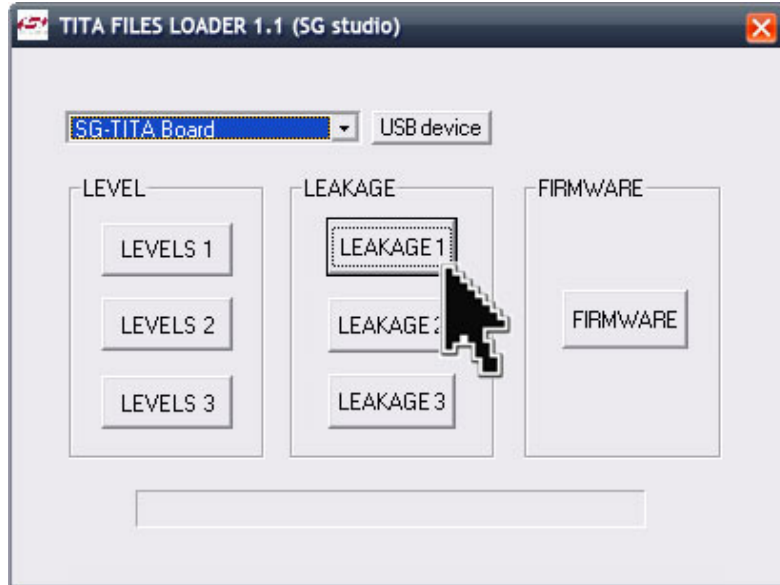 TITA FILES LOADER 1.1 (SG studio)
SG-TITA Board
USB device
LEVEL
LEAKAGE
FIRMWARE
LEVELS 1
LEAKAGE 1
LEVELS 2
LEAKAGE 2
FIRMWARE
LEVELS 3
LEAKAGE 3